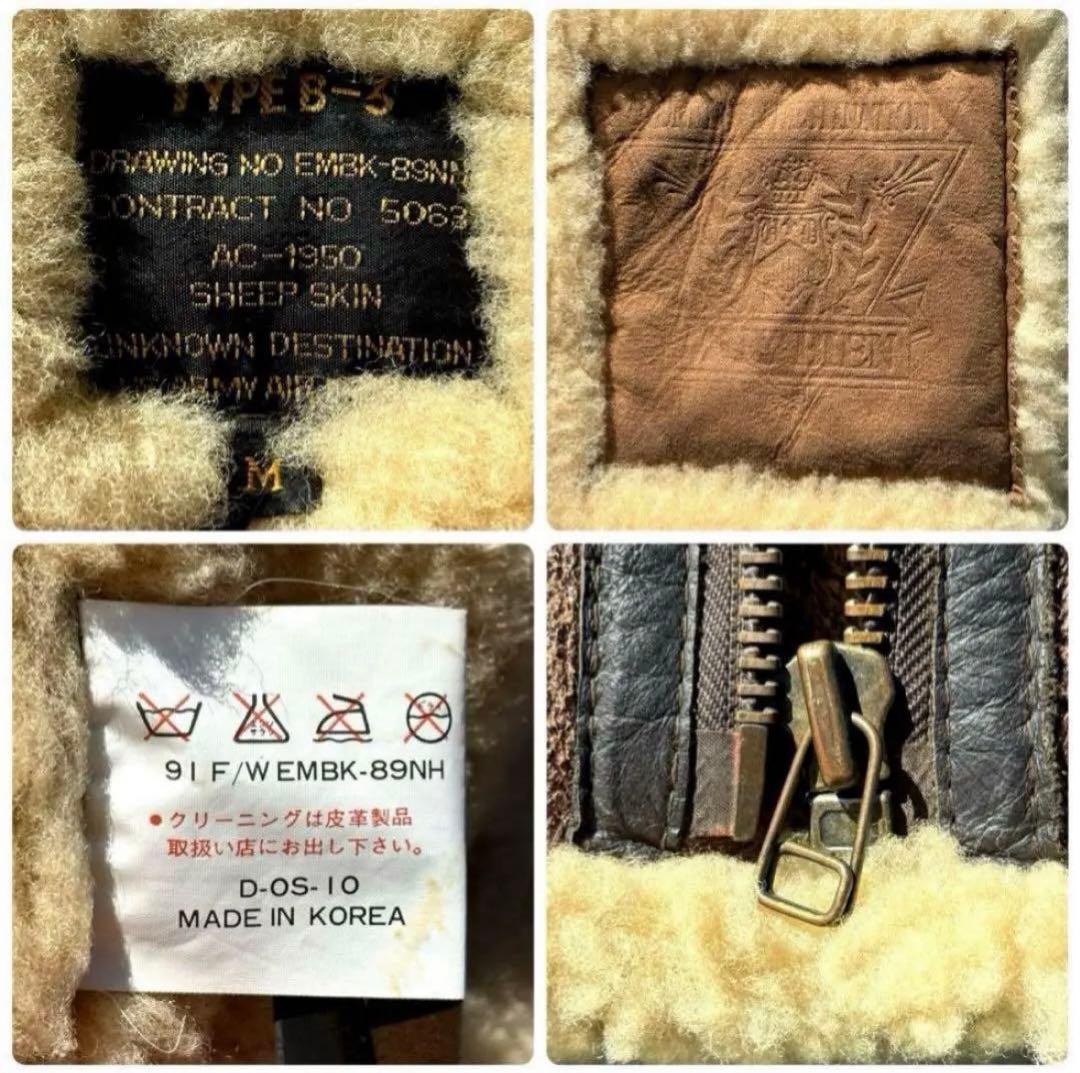 TYPE B-3
DRAWING NO EMBK-89NH
CONTRACT NO 5063
AC-1950
SHEEP SKIN
UNKNOWN DESTINATION
ARMY AIR
M
91 F/W EMBK-89NH
●クリーニングは皮革製品
取扱い店にお出し下さい。
D-OS-10
MADE IN KOREA